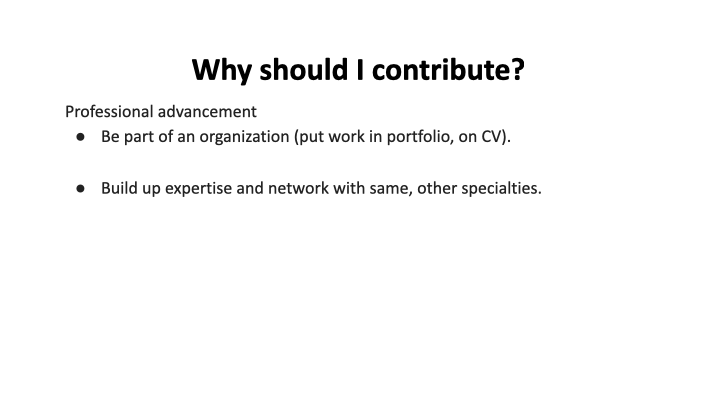 Why should I contribute?
Professional advancement
● Be part of an organization (put work in portfolio, on CV).
● Build up expertise and network with same, other specialties.